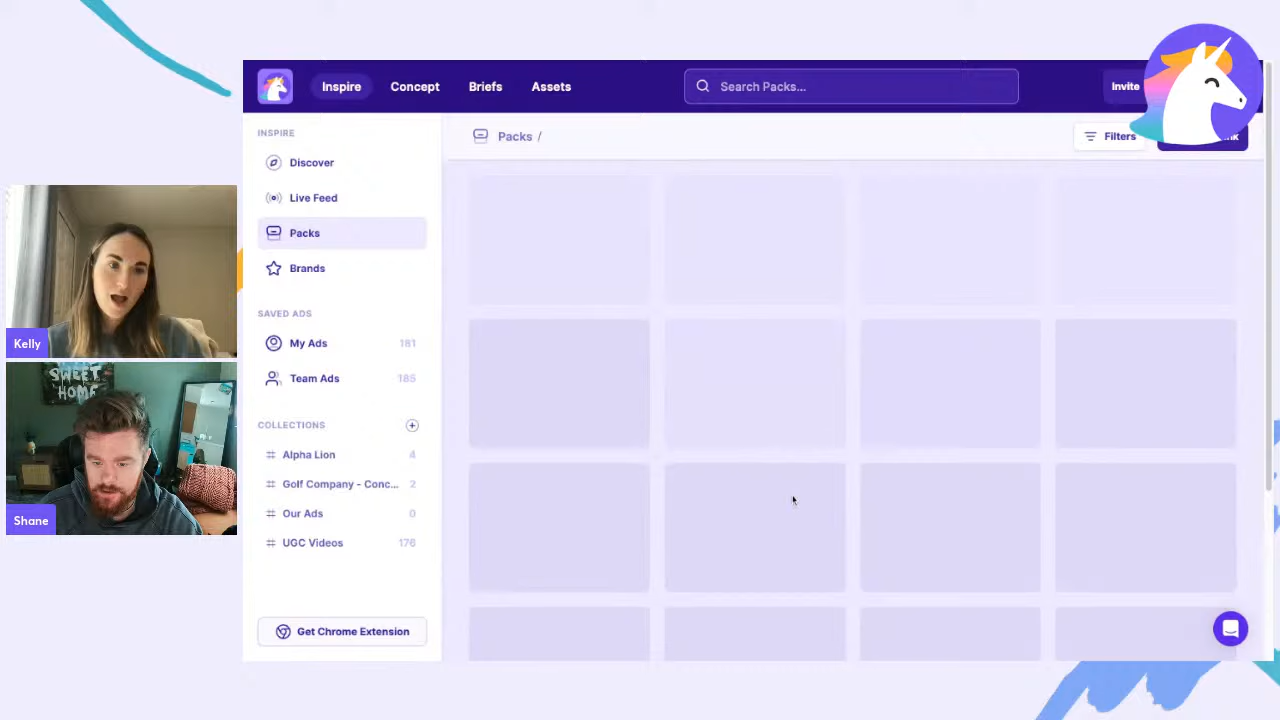 Inspire
Concept
Briefs
Assets
Search Packs...
Invite
INSPIRE
Discover
Live Feed
Packs
Brands
SAVED ADS
My Ads 181
Team Ads 185
COLLECTIONS
Alpha Lion 4
Golf Company - Conc... 2
Our Ads 0
UGC Videos 176
Get Chrome Extension
Packs /
Filters
Kelly
SWEET
HOME
Shane